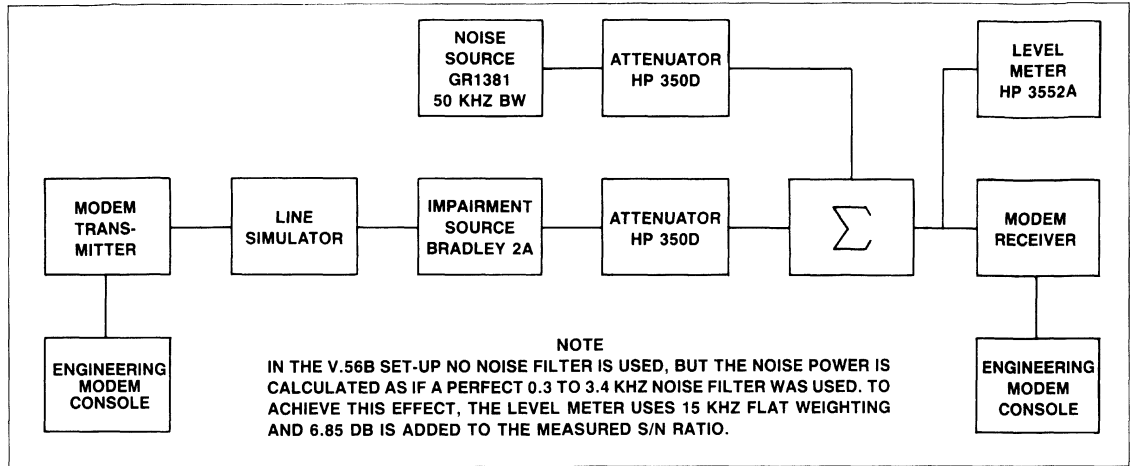 NOISE
SOURCE
GR1381
50 KHZ BW
ATTENUATOR
HP 350D
LEVEL
METER
HP 3552A
MODEM
TRANS-
MITTER
LINE
SIMULATOR
IMPAIRMENT
SOURCE
BRADLEY 2A
ATTENUATOR
HP 350D
Σ
MODEM
RECEIVER
ENGINEERING
MODEM
CONSOLE
NOTE
IN THE V.56B SET-UP NO NOISE FILTER IS USED, BUT THE NOISE POWER IS
CALCULATED AS IF A PERFECT 0.3 TO 3.4 KHZ NOISE FILTER WAS USED. TO
ACHIEVE THIS EFFECT, THE LEVEL METER USES 15 KHZ FLAT WEIGHTING
AND 6.85 DB IS ADDED TO THE MEASURED S/N RATIO.
ENGINEERING
MODEM
CONSOLE